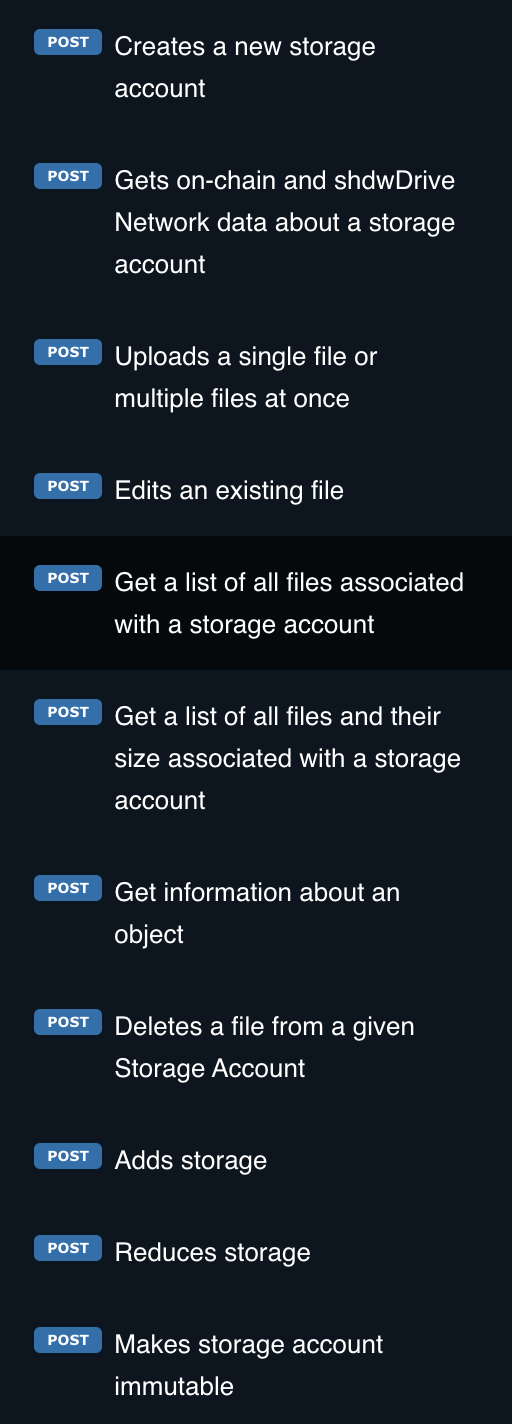 POST Creates a new storage
account
POST Gets on-chain and shdwDrive
Network data about a storage
account
POST Uploads a single file or
multiple files at once
POST Edits an existing file
POST Get a list of all files associated
with a storage account
POST Get a list of all files and their
size associated with a storage
account
POST Get information about an
object
POST Deletes a file from a given
Storage Account
POST Adds storage
POST Reduces storage
POST Makes storage account
immutable